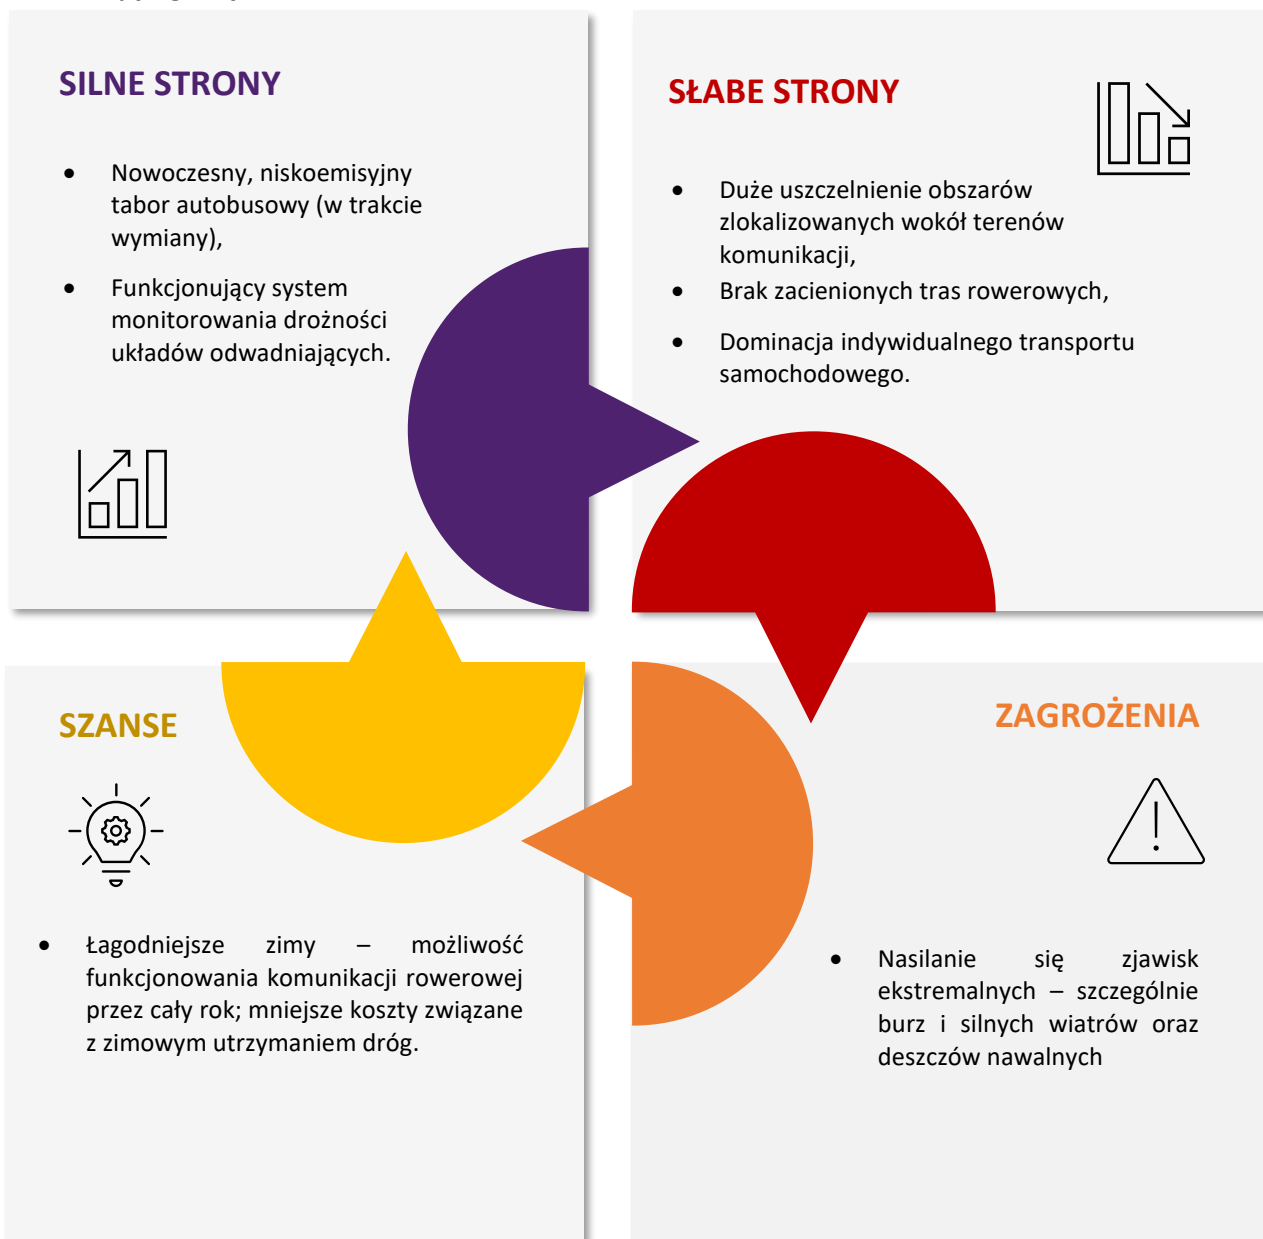 SILNE STRONY
• Nowoczesny, niskoemisyjny
tabor autobusowy (w trakcie
wymiany),
• Funkcjonujący system
monitorowania drożności
układów odwadniających.
SŁABE STRONY
• Duże uszczelnienie obszarów
zlokalizowanych wokół terenów
komunikacji,
• Brak zacienionych tras rowerowych,
• Dominacja indywidualnego transportu
samochodowego.
SZANSE
• Łagodniejsze zimy – możliwość
funkcjonowania komunikacji rowerowej
przez cały rok; mniejsze koszty związane
z zimowym utrzymaniem dróg.
ZAGROŻENIA
• Nasilanie się zjawisk
ekstremalnych – szczególnie
burz i silnych wiatrów oraz
deszczów nawalnych